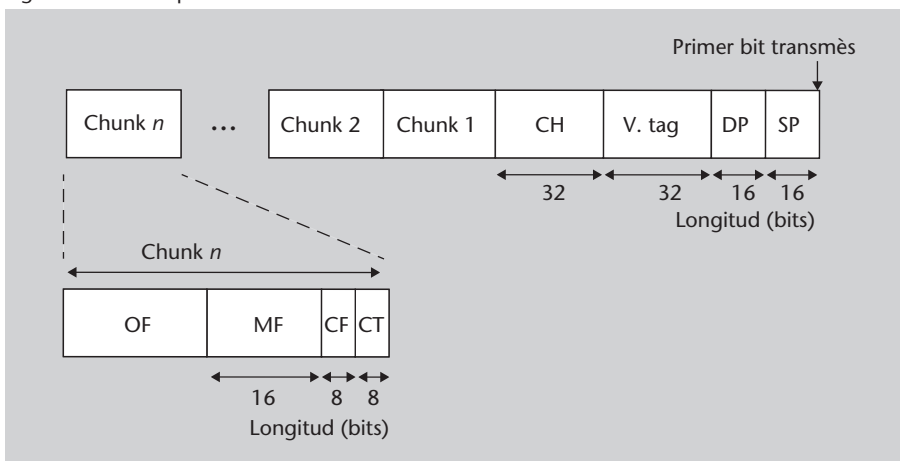 Primer bit transmès
Chunk n ... Chunk 2 Chunk 1 CH V. tag DP SP
32 32 16 16
Longitud (bits)
Chunk n
OF MF CF CT
16 8 8
Longitud (bits)